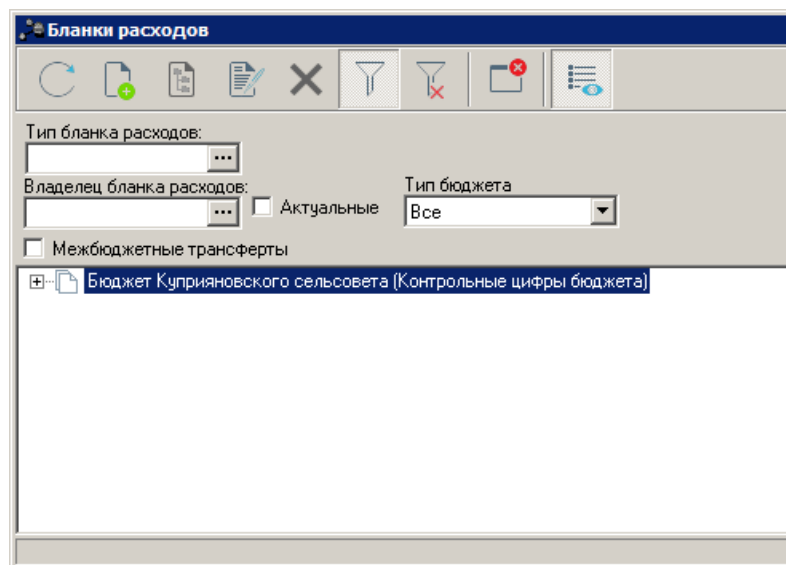 Бланки расходов
Тип бланка расходов:
Владелец бланка расходов:
Актуальные
Тип бюджета
Все
Межбюджетные трансферты
Бюджет Куприяновского сельсовета (Контрольные цифры бюджета)